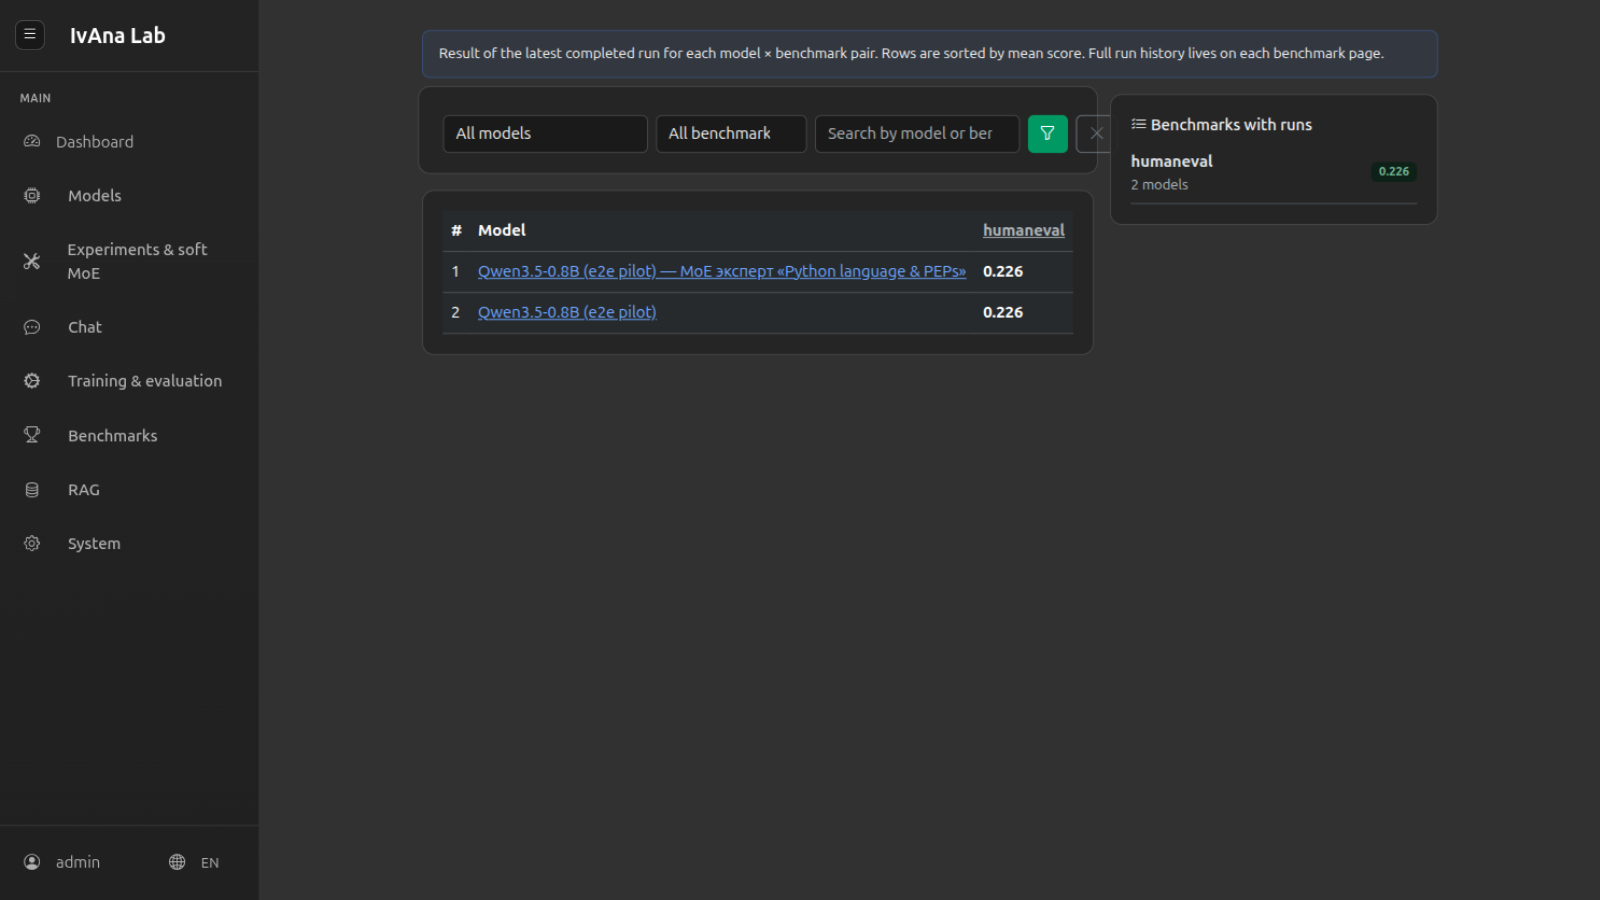 IvAna Lab
MAIN
Dashboard
Models
Experiments & soft
MoE
Chat
Training & evaluation
Benchmarks
RAG
System
admin
EN
Result of the latest completed run for each model × benchmark pair. Rows are sorted by mean score. Full run history lives on each benchmark page.
All models
All benchmark
Search by model or ber
# Model humaneval
1 Qwen3.5-0.8B (e2e pilot) — MoE эксперт «Python language & PEPs» 0.226
2 Qwen3.5-0.8B (e2e pilot) 0.226
Benchmarks with runs
humaneval
0.226
2 models